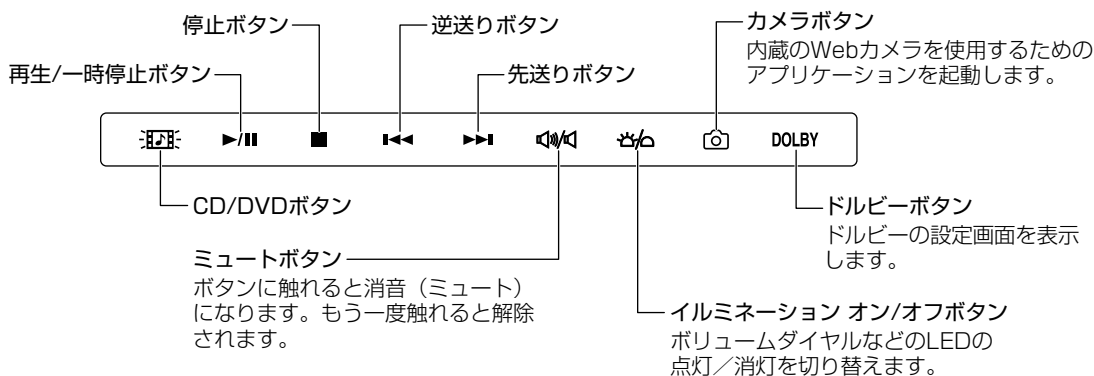 停止ボタン
逆送りボタン
カメラボタン
内蔵のWebカメラを使用するための
アプリケーションを起動します。
再生/一時停止ボタン
先送りボタン
DOLBY
CD/DVDボタン
ドルビーボタン
ドルビーの設定画面を表示
します。
ミュートボタン
ボタンに触れると消音（ミュート）
になります。もう一度触れると解除
されます。
イルミネーション オン/オフボタン
ボリュームダイヤルなどのLEDの
点灯／消灯を切り替えます。